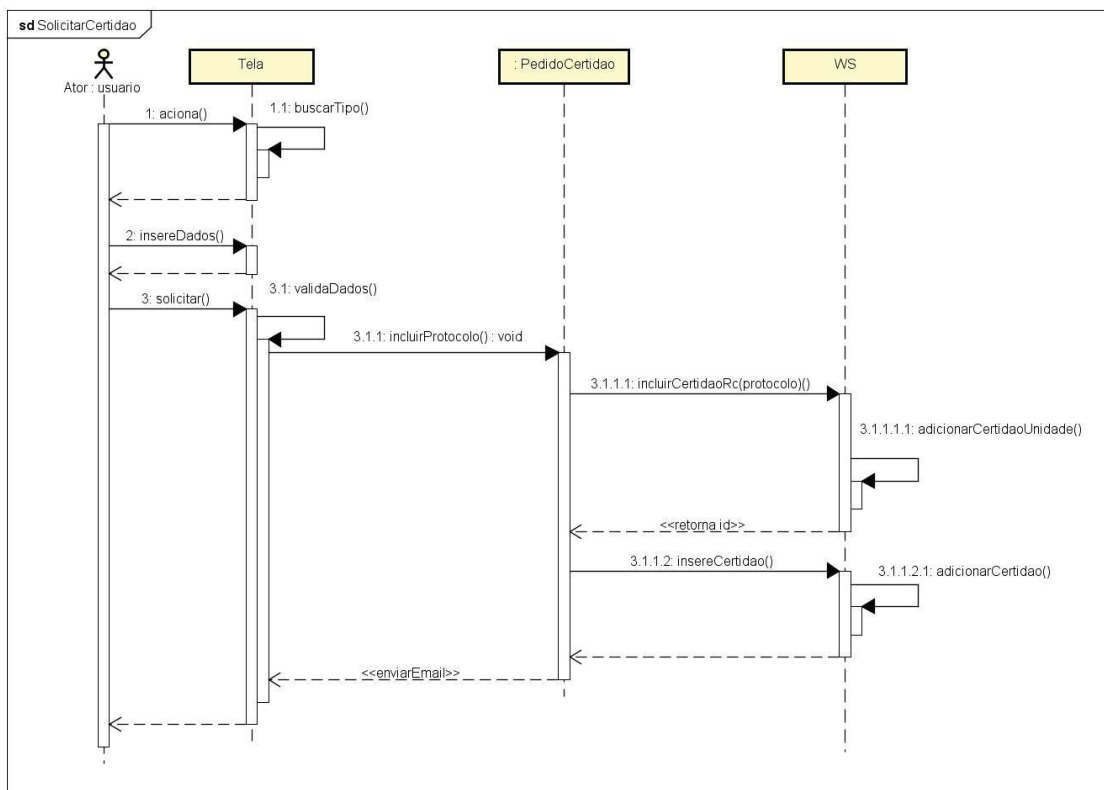 sd SolicitarCertidao
Tela
: PedidoCertidao
WS
Ator : usuario
1: aciona()
1.1: buscarTipo()
2: insereDados()
3: solicitar()
3.1: validaDados()
3.1.1: incluirProtocolo() : void
3.1.1.1: incluirCertidaoRc(protocolo)()
3.1.1.1.1: adicionarCertidaoUnidade()
<<retorna id>>
3.1.1.2: insereCertidao()
3.1.1.2.1: adicionarCertidao()
<<enviarEmail>>